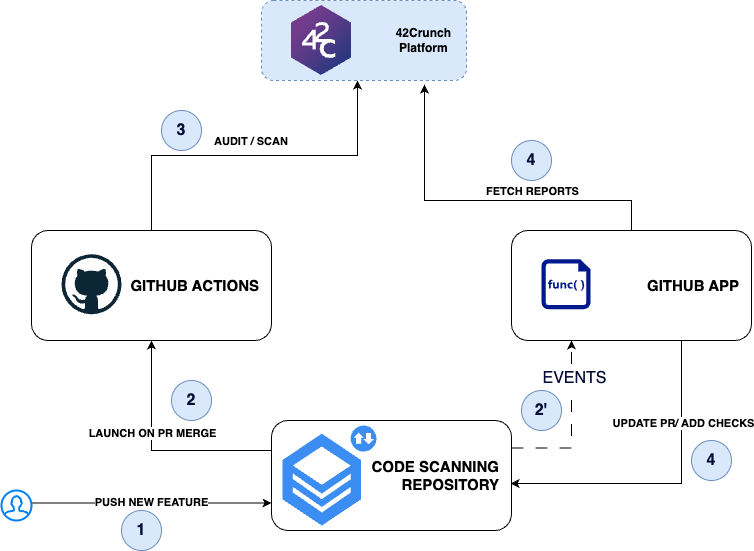 42C
42Crunch
Platform
3
AUDIT / SCAN
4
FETCH REPORTS
GITHUB ACTIONS
func( )
GITHUB APP
2
LAUNCH ON PR MERGE
EVENTS
2'
UPDATE PR/ ADD CHECKS
4
CODE SCANNING
REPOSITORY
PUSH NEW FEATURE
1